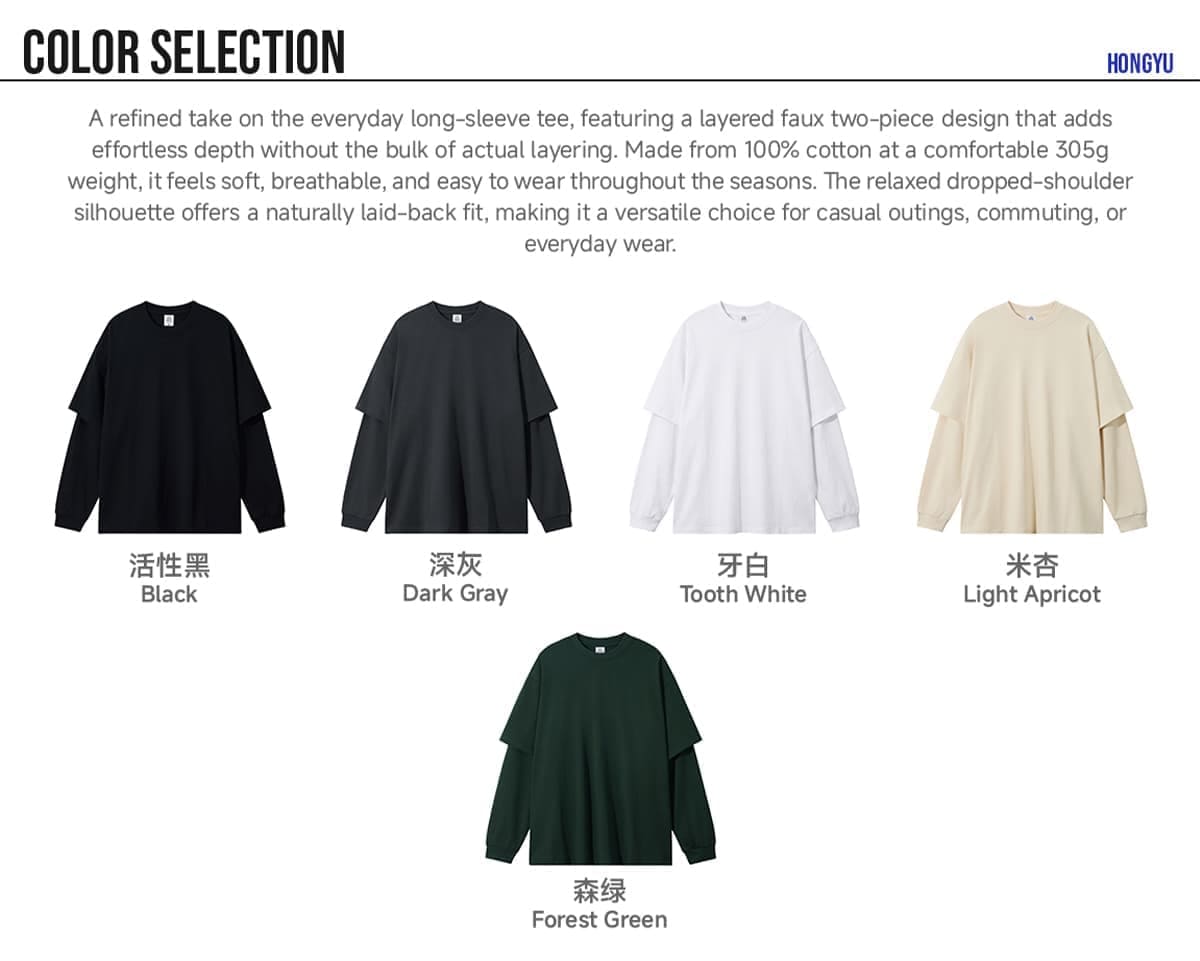 COLOR SELECTION
HONGYU
A refined take on the everyday long-sleeve tee, featuring a layered faux two-piece design that adds
effortless depth without the bulk of actual layering. Made from 100% cotton at a comfortable 305g
weight, it feels soft, breathable, and easy to wear throughout the seasons. The relaxed dropped-shoulder
silhouette offers a naturally laid-back fit, making it a versatile choice for casual outings, commuting, or
everyday wear.
活性黑
Black
深灰
Dark Gray
牙白
Tooth White
米杏
Light Apricot
森绿
Forest Green